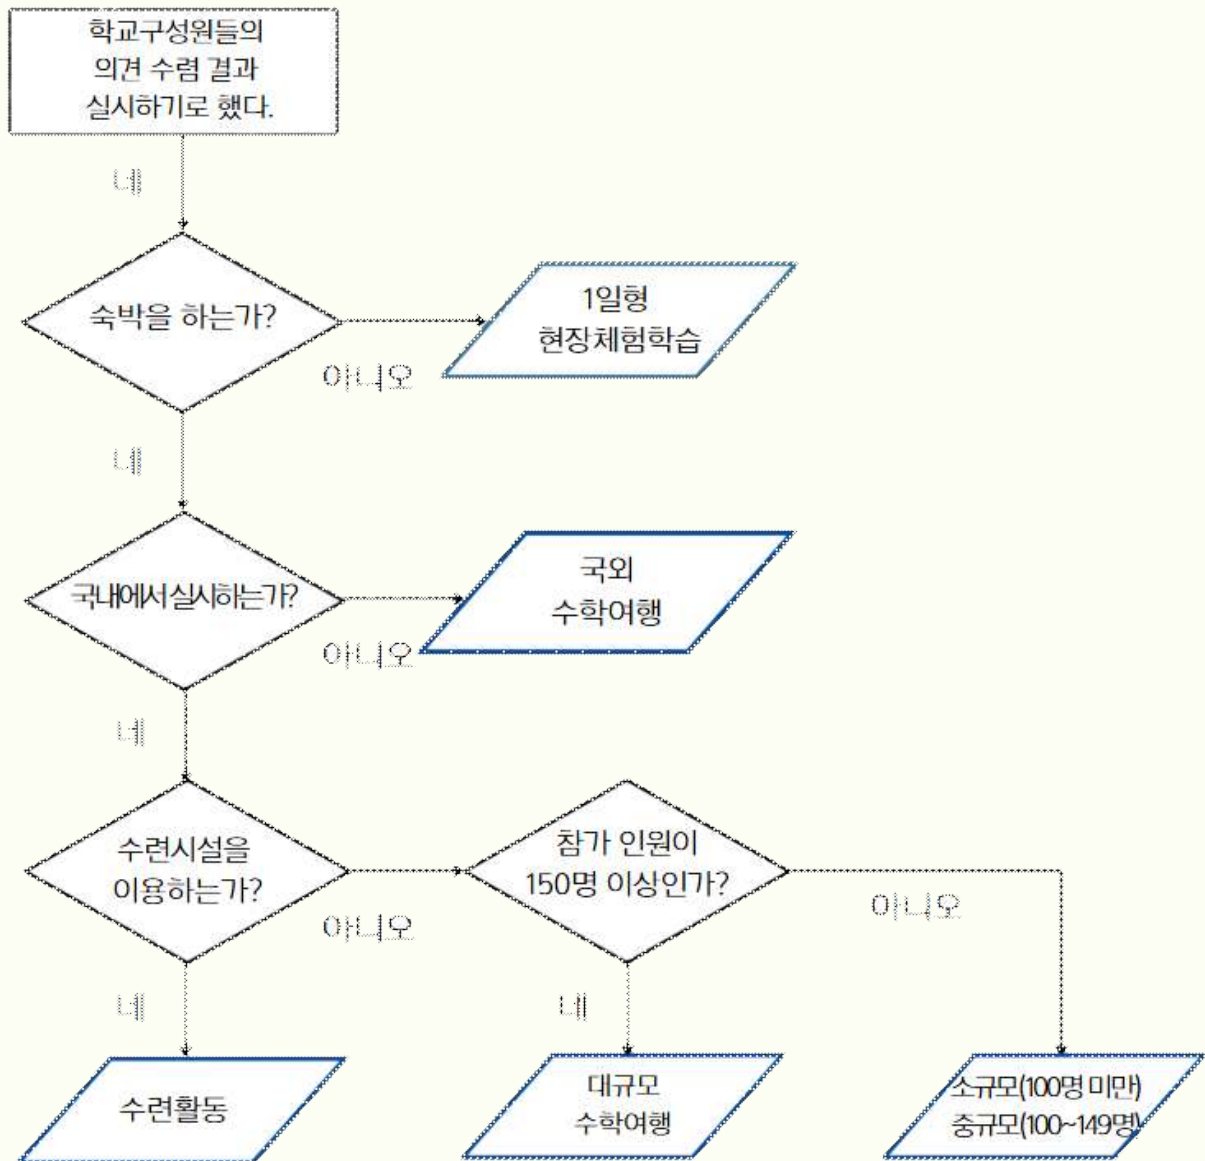 학교구성원들의
의견 수렴 결과
실시하기로 했다.
네
숙박을 하는가?
아니오
1일형
현장체험학습
네
국내에서실시하는가?
아니오
국외
수학여행
네
수련시설을
이용하는가?
아니오
참가 인원이
150명 이상인가?
아니오
네
네
수련활동
대규모
수학여행
소규모(100명 미만)
중규모(100~149명)